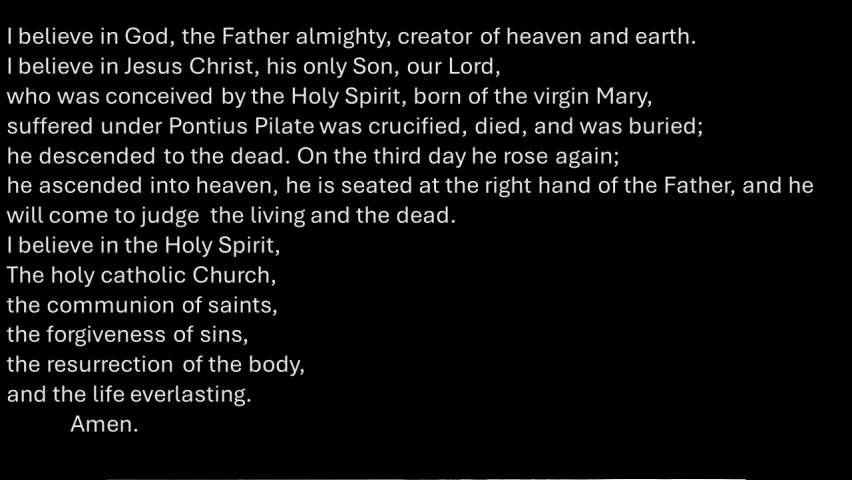 I believe in God, the Father almighty, creator of heaven and earth.
I believe in Jesus Christ, his only Son, our Lord,
who was conceived by the Holy Spirit, born of the virgin Mary,
suffered under Pontius Pilate was crucified, died, and was buried;
he descended to the dead. On the third day he rose again;
he ascended into heaven, he is seated at the right hand of the Father, and he
will come to judge the living and the dead.
I believe in the Holy Spirit,
The holy catholic Church,
the communion of saints,
the forgiveness of sins,
the resurrection of the body,
and the life everlasting.
Amen.